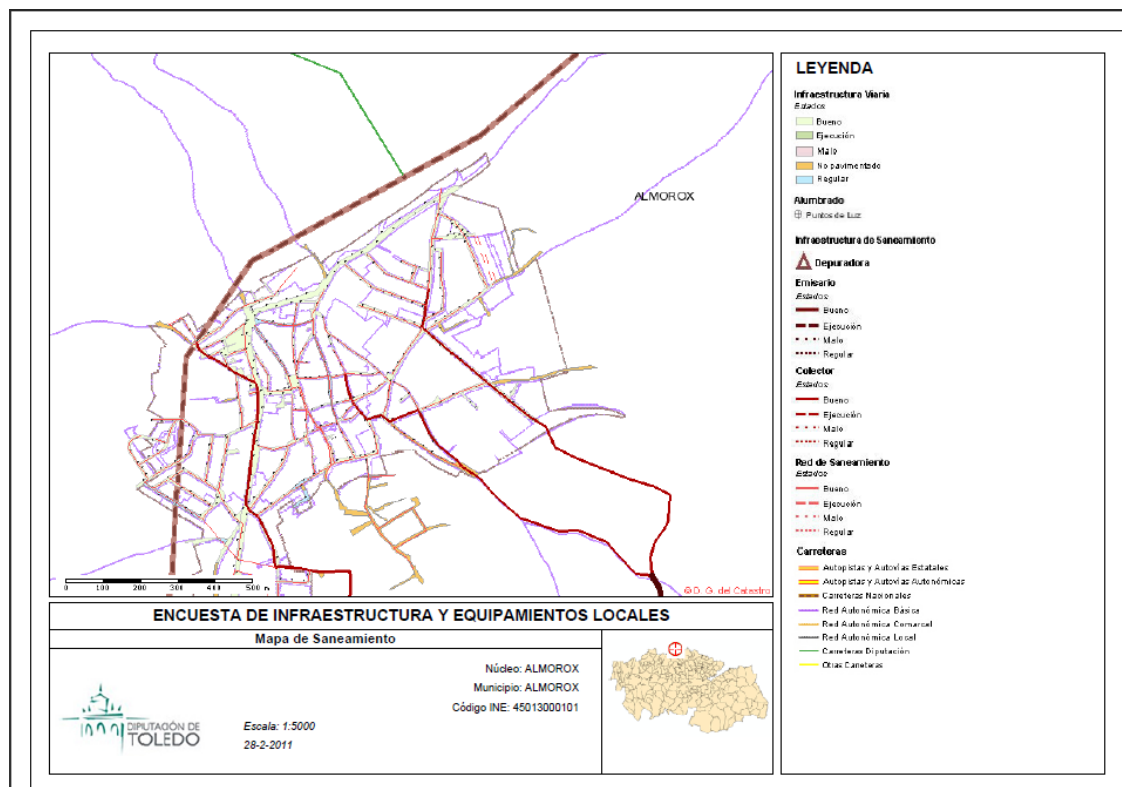 ALMOROX
0 100 200 300 400 500 m
© D. G. del Catastro
ENCUESTA DE INFRAESTRUCTURA Y EQUIPAMIENTOS LOCALES
Mapa de Saneamiento
Núcleo: ALMOROX
Municipio: ALMOROX
Código INE: 45013000101
DIPUTACIÓN DE
TOLEDO
Escala: 1:5000
28-2-2011
LEYENDA
Infraestructura Viaria
Estados
Bueno
Ejecución
Malo
No pavimentado
Regular
Alumbrado
Puntos de Luz
Infraestructura de Saneamiento
Depuradora
Emisario
Estados
Bueno
Ejecución
Malo
Regular
Colector
Estados
Bueno
Ejecución
Malo
Regular
Red de Saneamiento
Estados
Bueno
Ejecución
Malo
Regular
Carreteras
Autopistas y Autovías Estatales
Autopistas y Autovías Autonómicas
Carreteras Nacionales
Red Autonómica Básica
Red Autonómica Comarcal
Red Autonómica Local
Carreteras Diputación
Otras Carreteras